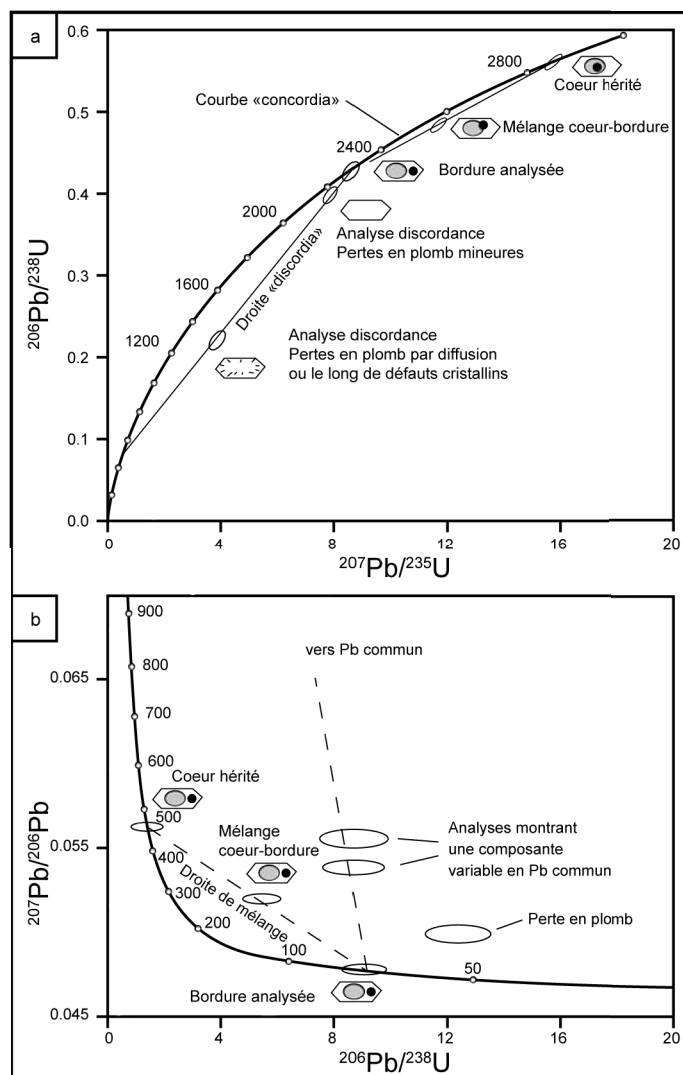 a
0.6
0.5
0.4
0.3
0.2
0.1
0.0
0
4
8
12
16
20
206Pb/238U
207Pb/235U
2800
2400
2000
1600
1200
Courbe «concordia»
Coeur hérité
Mélange coeur-bordure
Bordure analysée
Analyse discordance
Pertes en plomb mineures
Droite «discordia»
Analyse discordance
Pertes en plomb par diffusion
ou le long de défauts cristallins
b
0.065
0.055
0.045
0
4
8
12
16
20
207Pb/206Pb
206Pb/238U
900
800
700
600
500
400
300
200
100
50
vers Pb commun
Coeur hérité
Mélange
coeur-bordure
Droite de mélange
Analyses montrant
une composante
variable en Pb commun
Perte en plomb
Bordure analysée